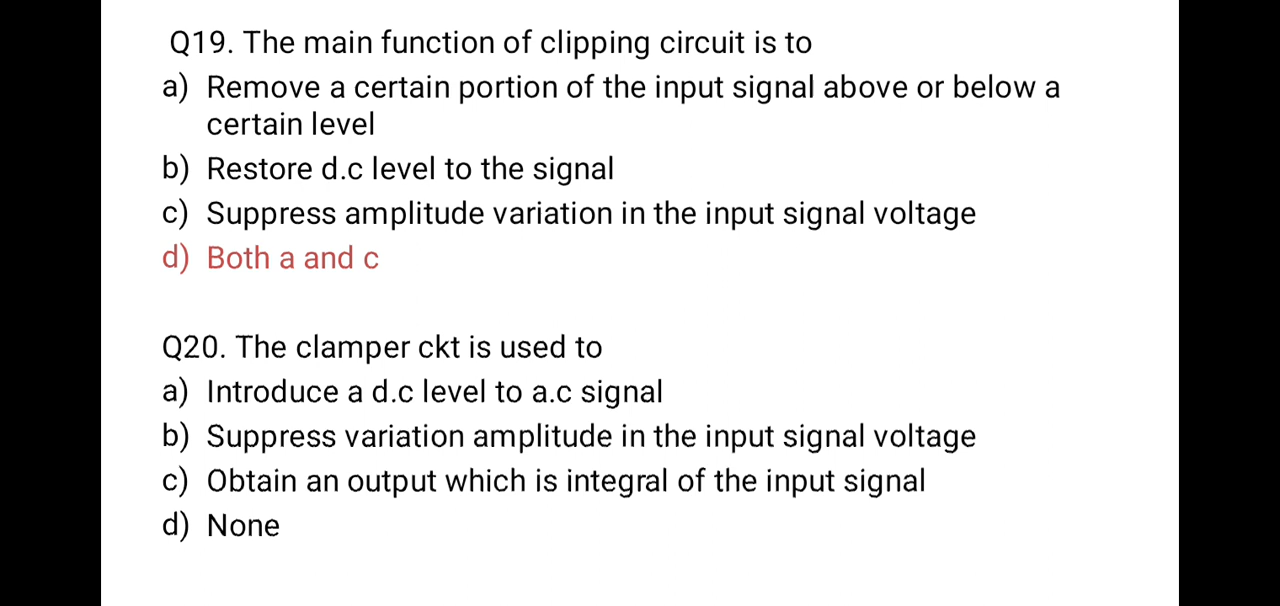 Q19. The main function of clipping circuit is to
a) Remove a certain portion of the input signal above or below a
certain level
b) Restore d.c level to the signal
c) Suppress amplitude variation in the input signal voltage
d) Both a and c
Q20. The clamper ckt is used to
a) Introduce a d.c level to a.c signal
b) Suppress variation amplitude in the input signal voltage
c) Obtain an output which is integral of the input signal
d) None